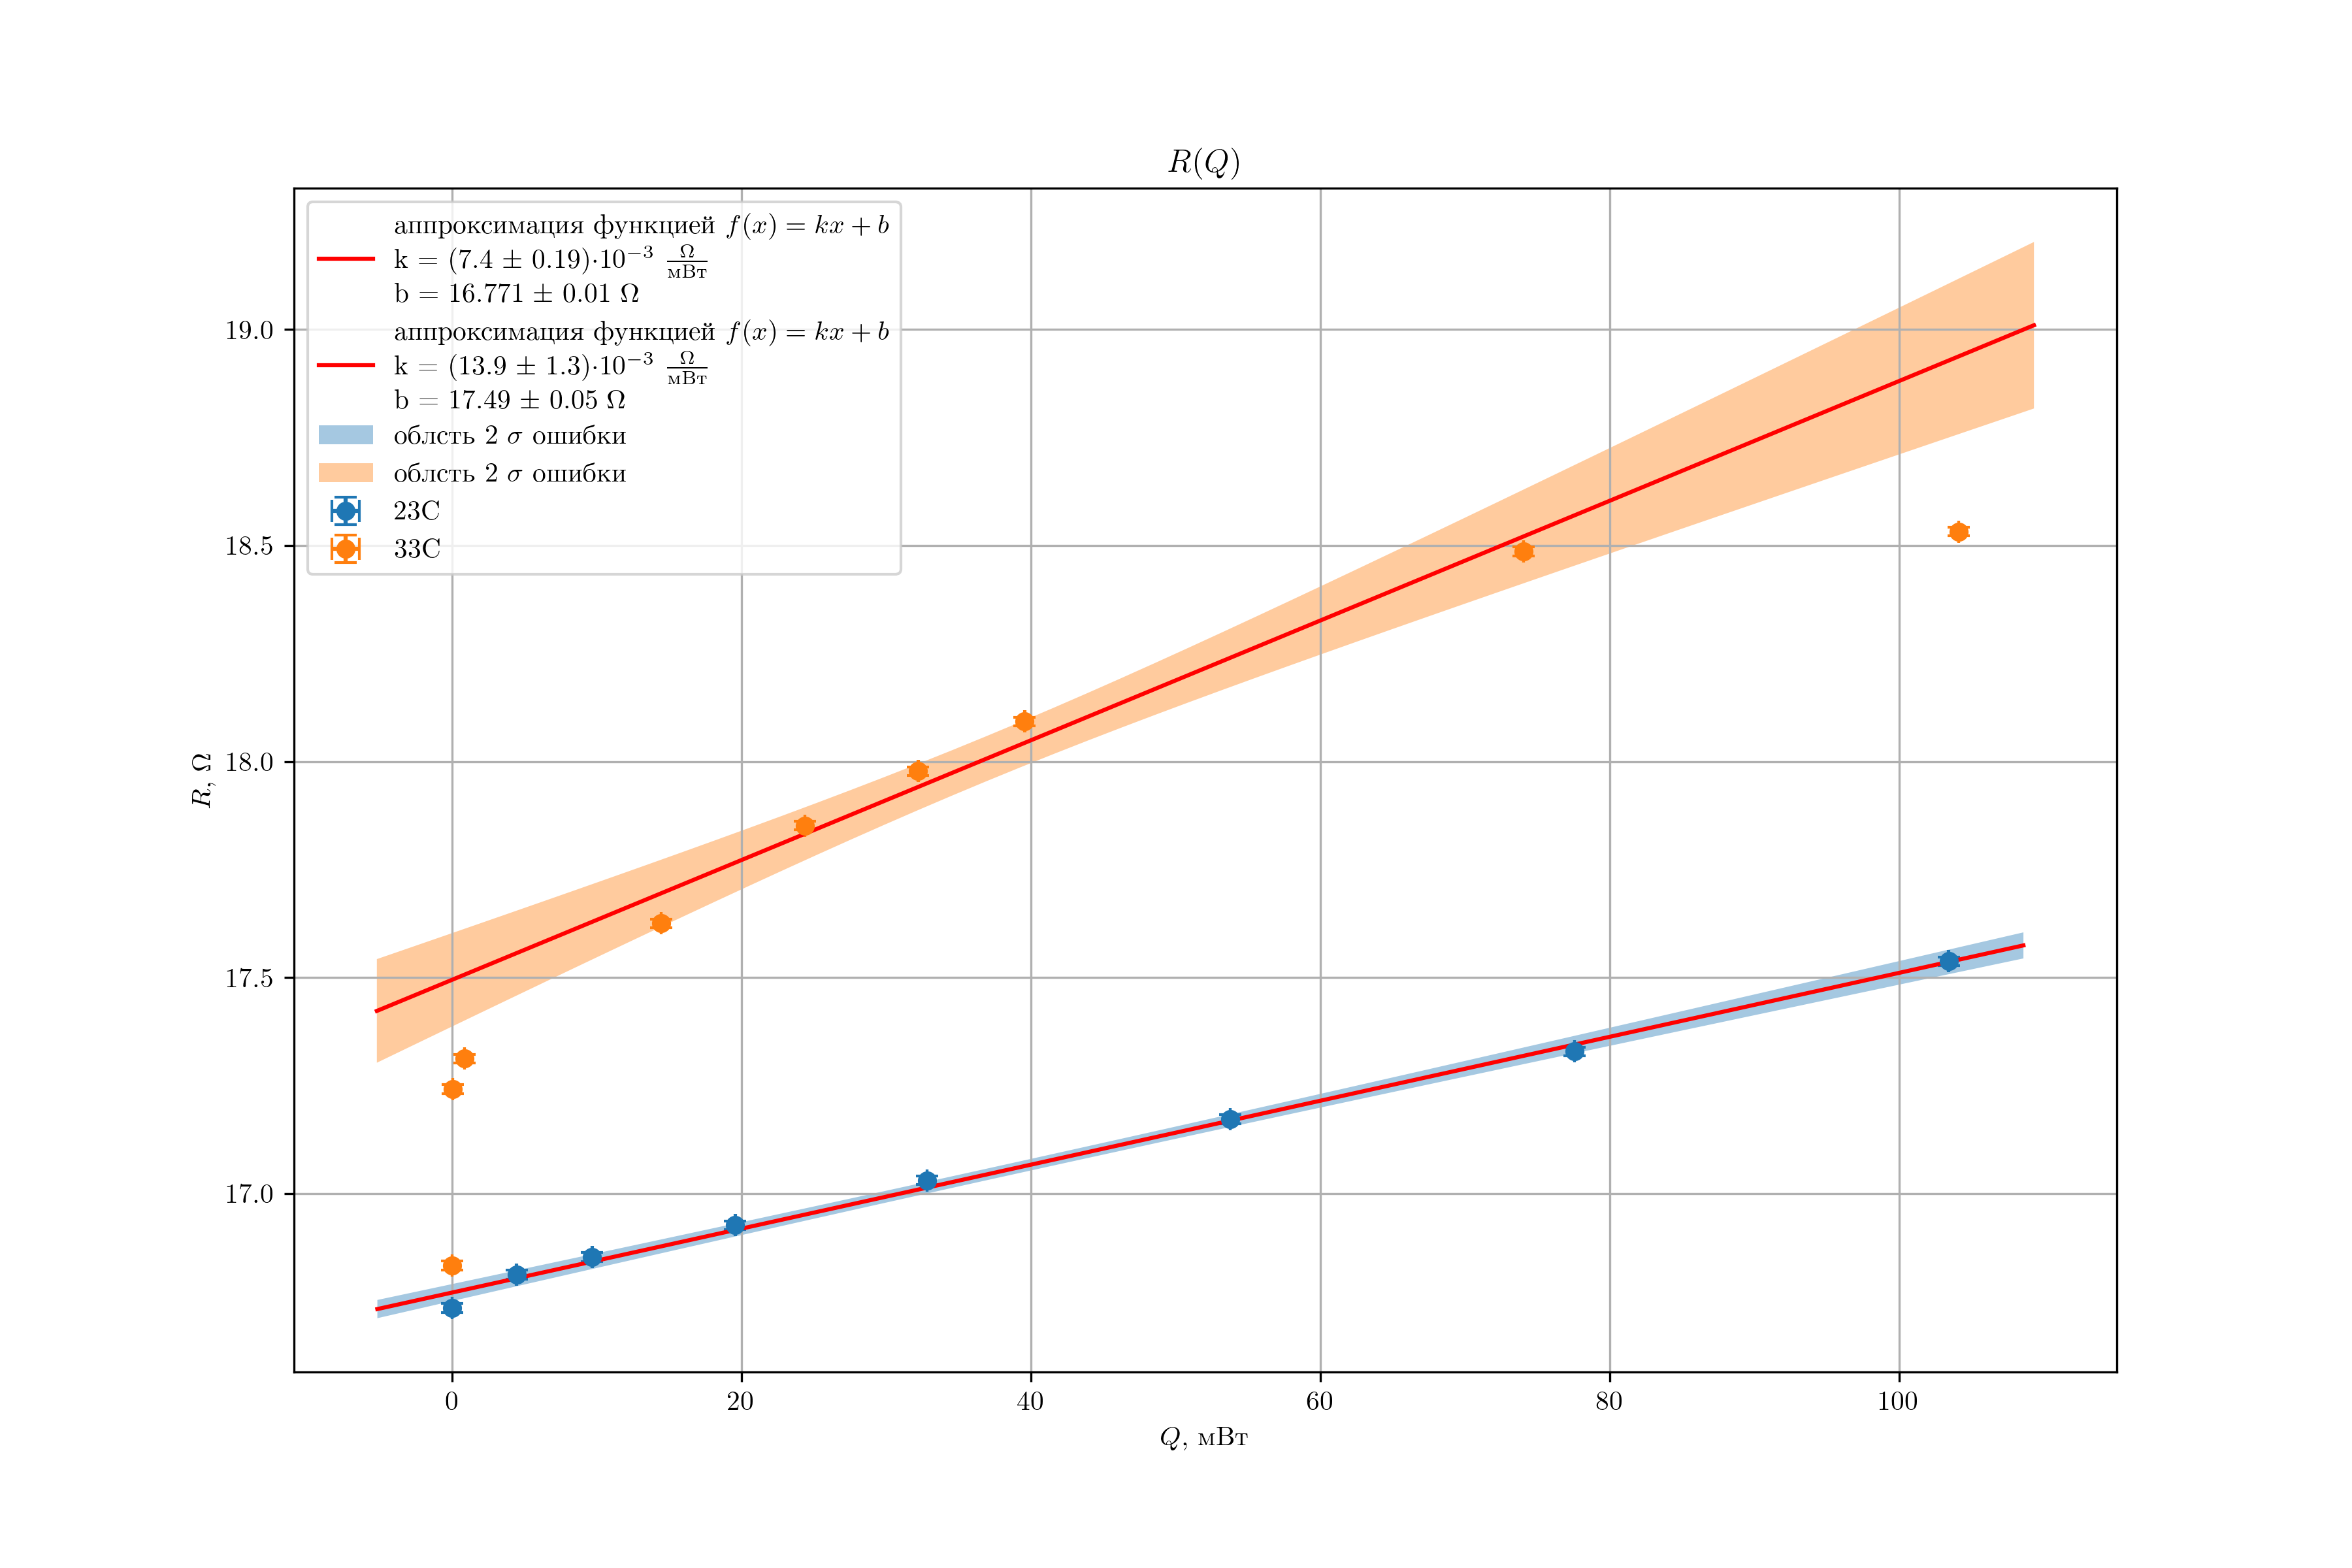 R(Q)
аппроксимация функцией f(x) = kx + b
k = (7.4 ± 0.19)·10⁻³ Ω/мВт
b = 16.771 ± 0.01 Ω
аппроксимация функцией f(x) = kx + b
k = (13.9 ± 1.3)·10⁻³ Ω/мВт
b = 17.49 ± 0.05 Ω
облсть 2 σ ошибки
облсть 2 σ ошибки
23C
33C
19.0
18.5
18.0
17.5
17.0
R, Ω
0 20 40 60 80 100
Q, мВт